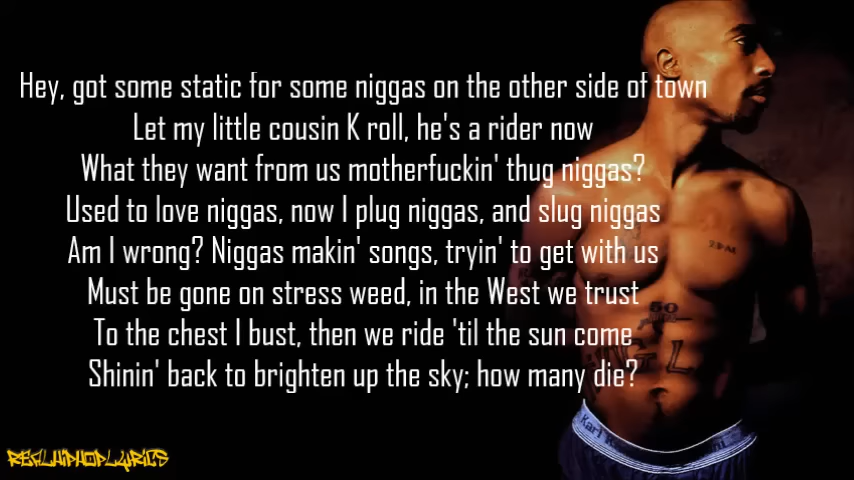 Hey, got some static for some niggas on the other side of town
Let my little cousin K roll, he's a rider now
What they want from us motherfuckin' thug niggas?
Used to love niggas, now I plug niggas, and slug niggas
Am I wrong? Niggas makin' songs, tryin' to get with us
Must be gone on stress weed, in the West we trust
To the chest I bust, then we ride 'til the sun come
Shinin' back to brighten up the sky; how many die?
50
Karl K
REALHIPHOPLYRICS